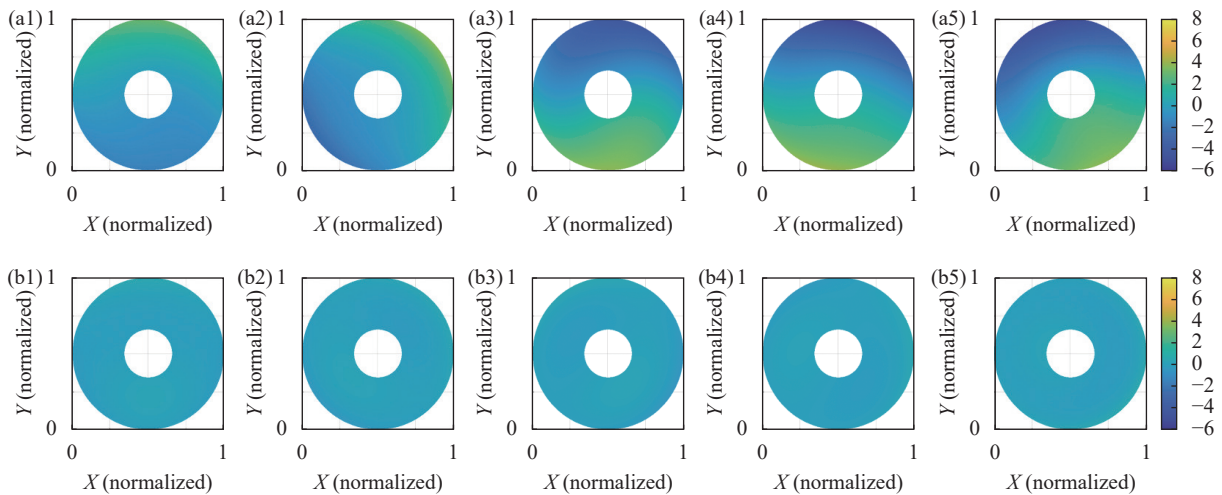 (a1) 1 (a2) 1 (a3) 1 (a4) 1 (a5) 1 8
6
4
2
0
−2
−4
−6
Y (normalized) Y (normalized) Y (normalized) Y (normalized) Y (normalized)
0 0 0 0 0
0 1 0 1 0 1 0 1 0 1
X (normalized) X (normalized) X (normalized) X (normalized) X (normalized)
(b1) 1 (b2) 1 (b3) 1 (b4) 1 (b5) 1 8
6
4
2
0
−2
−4
−6
Y (normalized) Y (normalized) Y (normalized) Y (normalized) Y (normalized)
0 0 0 0 0
0 1 0 1 0 1 0 1 0 1
X (normalized) X (normalized) X (normalized) X (normalized) X (normalized)